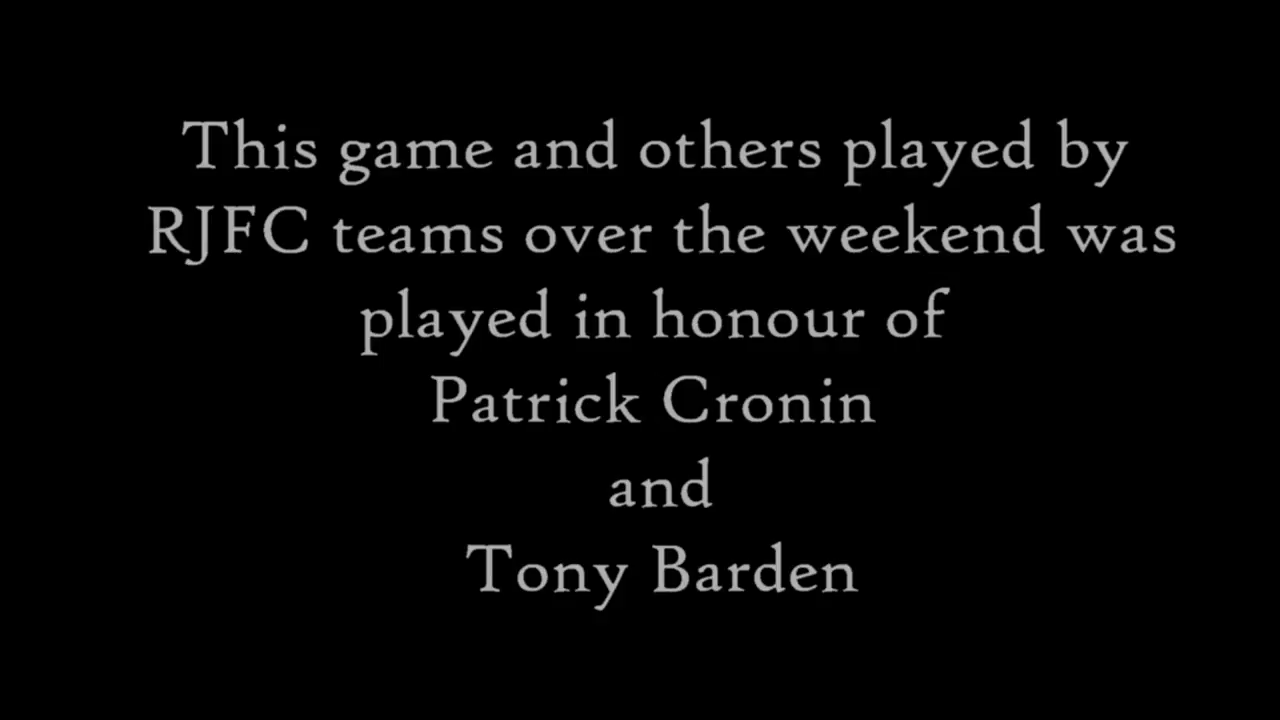 This game and others played by
RJFC teams over the weekend was
played in honour of
Patrick Cronin
and
Tony Barden